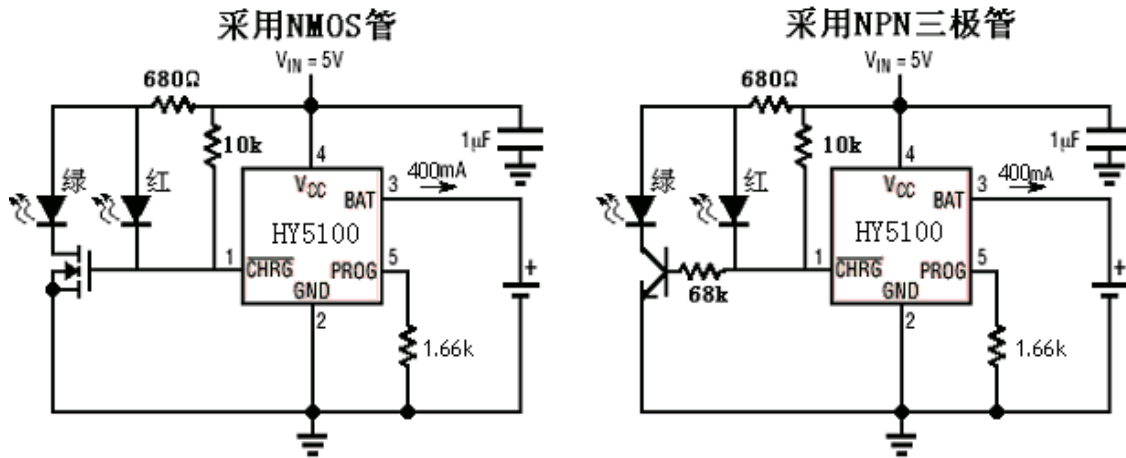 采用NMOS管
VIN = 5V
680Ω
10k
1μF
4
400mA
绿
红
VCC
3
BAT
HY5100
1
CHRG
PROG
5
GND
2
1.66k
+
采用NPN三极管
VIN = 5V
680Ω
10k
1μF
4
400mA
绿
红
VCC
3
BAT
HY5100
1
CHRG
PROG
5
68k
GND
2
1.66k
+